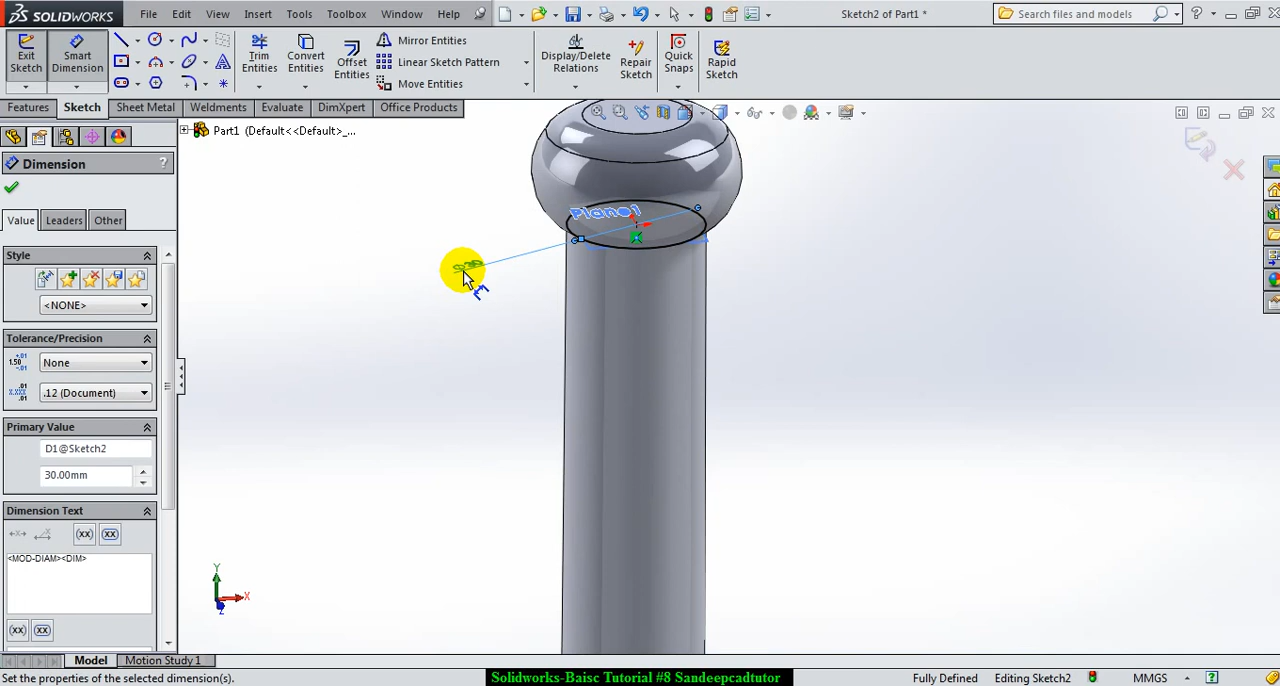 SOLIDWORKS File Edit View Insert Tools Toolbox Window Help Sketch2 of Part1 * Search files and models
Exit Sketch
Smart Dimension
Trim Entities
Convert Entities
Offset Entities
Mirror Entities
Linear Sketch Pattern
Move Entities
Display/Delete Relations
Repair Sketch
Quick Snaps
Rapid Sketch
Features Sketch Sheet Metal Weldments Evaluate DimXpert Office Products
Part1 (Default<<Default>_...
Dimension ?
Value Leaders Other
Style
<NONE>
Tolerance/Precision
None
.12 (Document)
Primary Value
D1@Sketch2
30.00mm
Dimension Text
<MOD-DIAM><DIM>
Plane1
Y
X
Z
Model Motion Study 1
Set the properties of the selected dimension(s). Solidworks-Baisc Tutorial #8 Sandeepcadtutor Fully Defined Editing Sketch2 MMGS